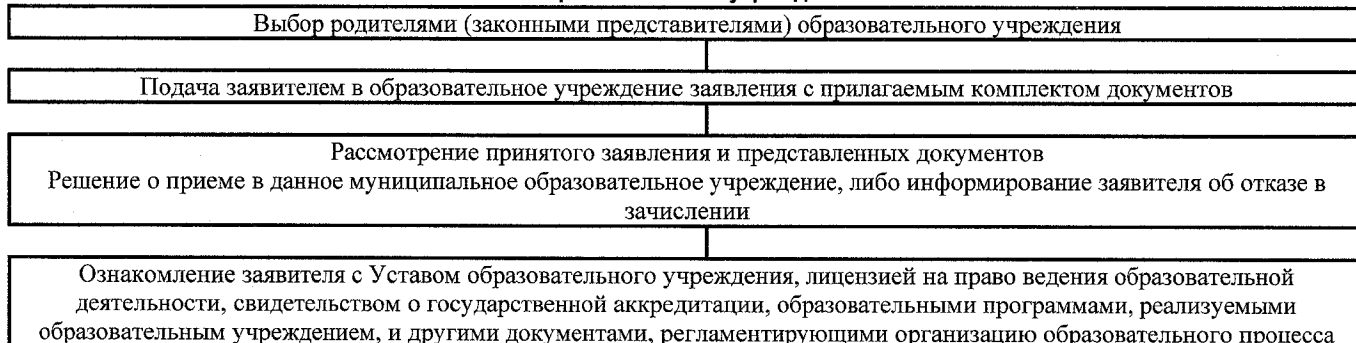 Выбор родителями (законными представителями) образовательного учреждения
Подача заявителем в образовательное учреждение заявления с прилагаемым комплектом документов
Рассмотрение принятого заявления и представленных документов
Решение о приеме в данное муниципальное образовательное учреждение, либо информирование заявителя об отказе в
зачислении
Ознакомление заявителя с Уставом образовательного учреждения, лицензией на право ведения образовательной
деятельности, свидетельством о государственной аккредитации, образовательными программами, реализуемыми
образовательным учреждением, и другими документами, регламентирующими организацию образовательного процесса